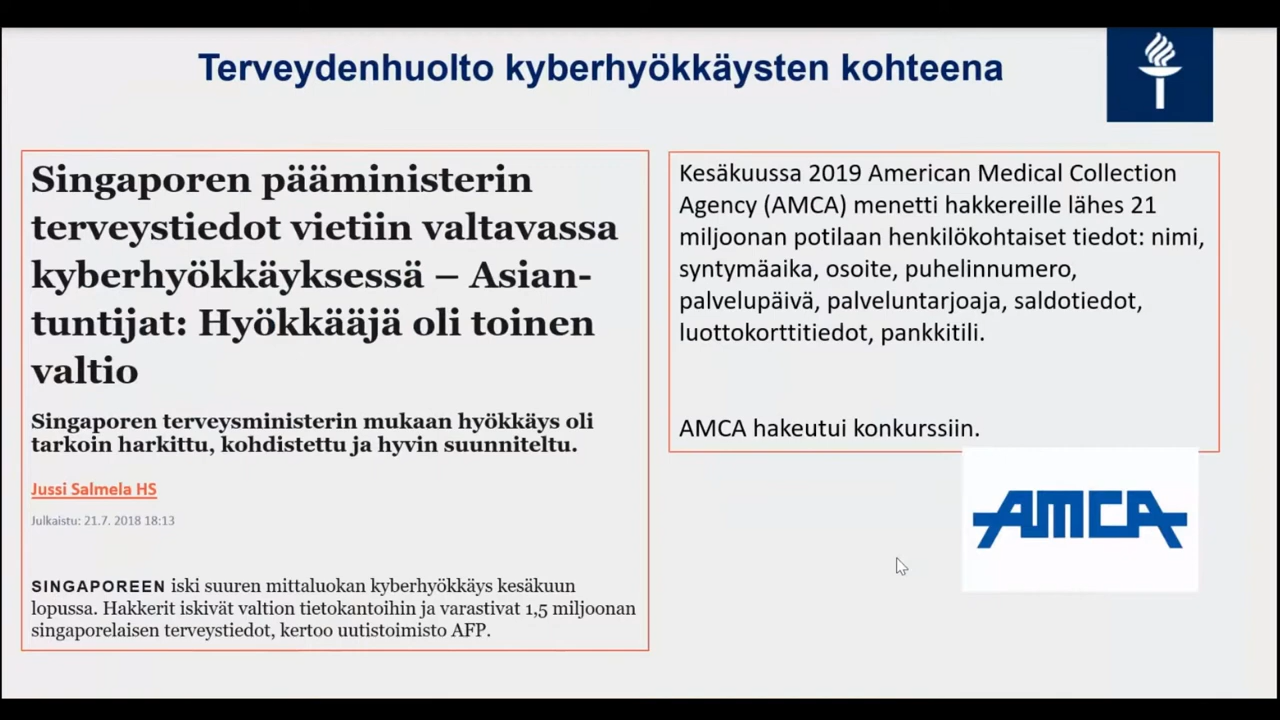 Terveydenhuolto kyberhyökkäysten kohteena
Singaporen pääministerin
terveystiedot vietiin valtavassa
kyberhyökkäyksessä – Asian-
tuntijat: Hyökkääjä oli toinen
valtio
Singaporen terveysministerin mukaan hyökkäys oli
tarkoin harkittu, kohdistettu ja hyvin suunniteltu.
Jussi Salmela HS
Julkaistu: 21.7. 2018 18:13
SINGAPOREEN iski suuren mittaluokan kyberhyökkäys kesäkuun
lopussa. Hakkerit iskivät valtion tietokantoihin ja varastivat 1,5 miljoonan
singaporelaisen terveystiedot, kertoo uutistoimisto AFP.
Kesäkuussa 2019 American Medical Collection
Agency (AMCA) menetti hakkereille lähes 21
miljoonan potilaan henkilökohtaiset tiedot: nimi,
syntymäaika, osoite, puhelinnumero,
palvelupäivä, palveluntarjoaja, saldotiedot,
luottokorttitiedot, pankkitili.
AMCA hakeutui konkurssiin.
AMCA